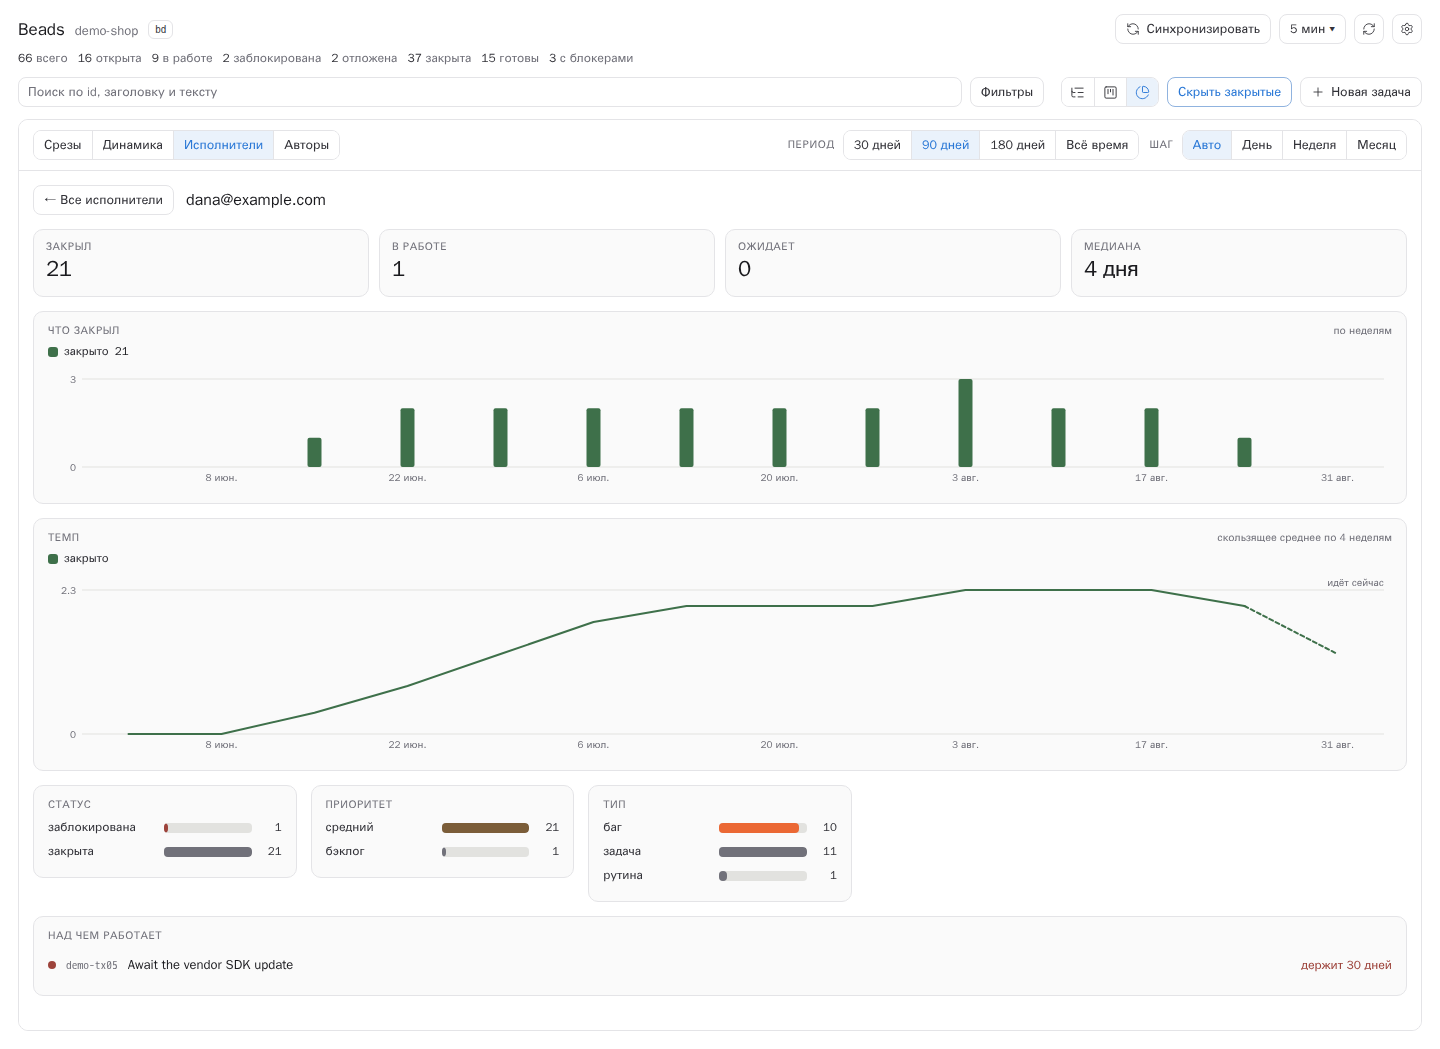 Beads demo-shop bd Синхронизировать 5 мин ▾
66 всего 16 открыта 9 в работе 2 заблокирована 2 отложена 37 закрыта 15 готовы 3 с блокерами
Поиск по id, заголовку и тексту Фильтры Скрыть закрытые + Новая задача
Срезы Динамика Исполнители Авторы ПЕРИОД 30 дней 90 дней 180 дней Всё время ШАГ Авто День Неделя Месяц
← Все исполнители dana@example.com
ЗАКРЫЛ В РАБОТЕ ОЖИДАЕТ МЕДИАНА
21 1 0 4 дня
ЧТО ЗАКРЫЛ по неделям
закрыто 21
3
0
8 июн. 22 июн. 6 июл. 20 июл. 3 авг. 17 авг. 31 авг.
ТЕМП скользящее среднее по 4 неделям
закрыто
идёт сейчас
2.3
0
8 июн. 22 июн. 6 июл. 20 июл. 3 авг. 17 авг. 31 авг.
СТАТУС
заблокирована 1
закрыта 21
ПРИОРИТЕТ
средний 21
бэклог 1
ТИП
баг 10
задача 11
рутина 1
НАД ЧЕМ РАБОТАЕТ
demo-tx05 Await the vendor SDK update держит 30 дней